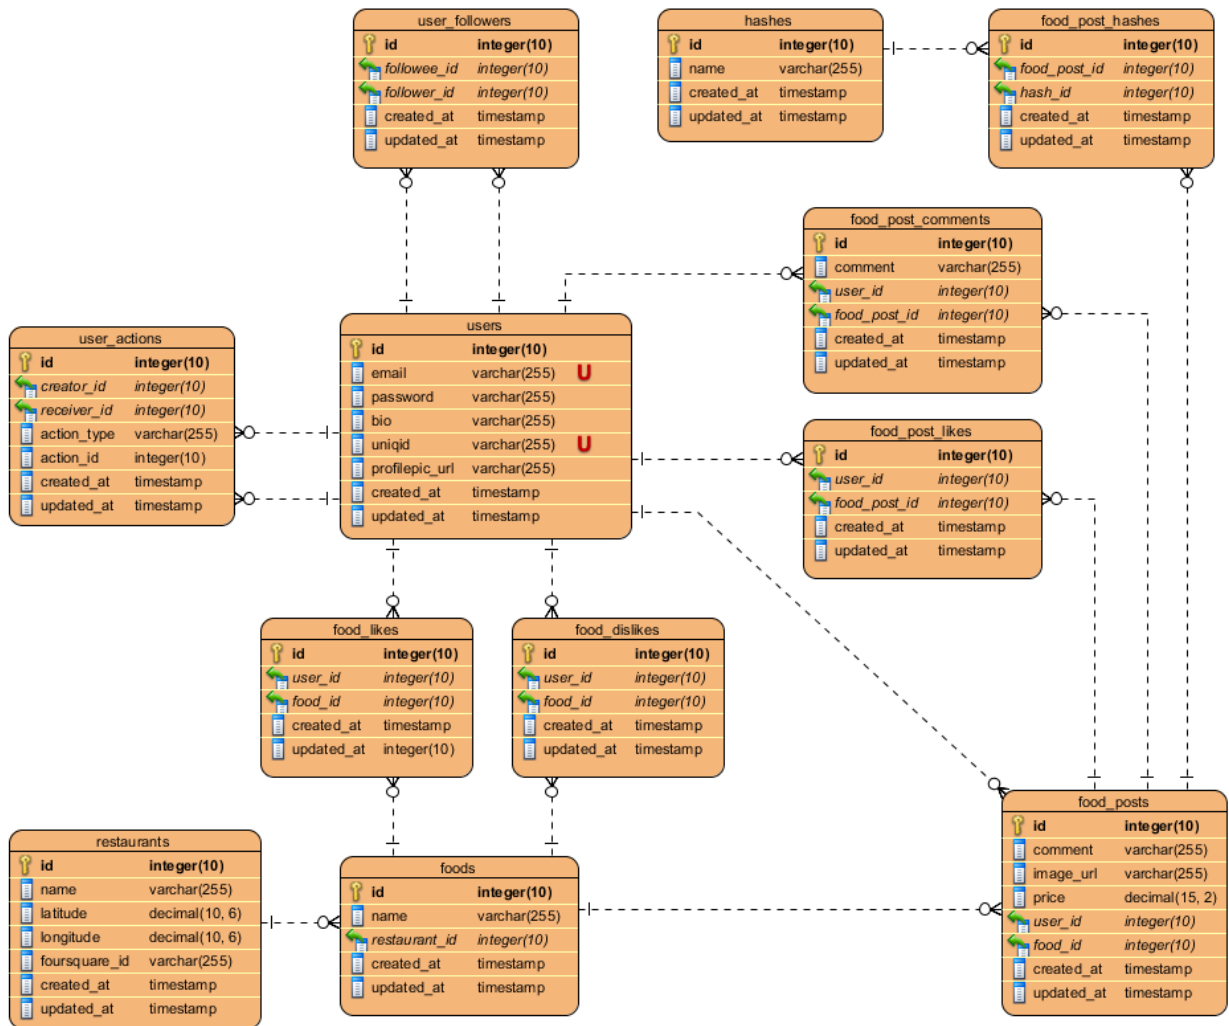 user_followers
id integer(10)
followee_id integer(10)
follower_id integer(10)
created_at timestamp
updated_at timestamp
hashes
id integer(10)
name varchar(255)
created_at timestamp
updated_at timestamp
food_post_hashes
id integer(10)
food_post_id integer(10)
hash_id integer(10)
created_at timestamp
updated_at timestamp
food_post_comments
id integer(10)
comment varchar(255)
user_id integer(10)
food_post_id integer(10)
created_at timestamp
updated_at timestamp
user_actions
id integer(10)
creator_id integer(10)
receiver_id integer(10)
action_type varchar(255)
action_id integer(10)
created_at timestamp
updated_at timestamp
users
id integer(10)
email varchar(255) U
password varchar(255)
bio varchar(255)
uniqid varchar(255) U
profilepic_url varchar(255)
created_at timestamp
updated_at timestamp
food_post_likes
id integer(10)
user_id integer(10)
food_post_id integer(10)
created_at timestamp
updated_at timestamp
food_likes
id integer(10)
user_id integer(10)
food_id integer(10)
created_at timestamp
updated_at integer(10)
food_dislikes
id integer(10)
user_id integer(10)
food_id integer(10)
created_at timestamp
updated_at timestamp
restaurants
id integer(10)
name varchar(255)
latitude decimal(10, 6)
longitude decimal(10, 6)
foursquare_id varchar(255)
created_at timestamp
updated_at timestamp
foods
id integer(10)
name varchar(255)
restaurant_id integer(10)
created_at timestamp
updated_at timestamp
food_posts
id integer(10)
comment varchar(255)
image_url varchar(255)
price decimal(15, 2)
user_id integer(10)
food_id integer(10)
created_at timestamp
updated_at timestamp